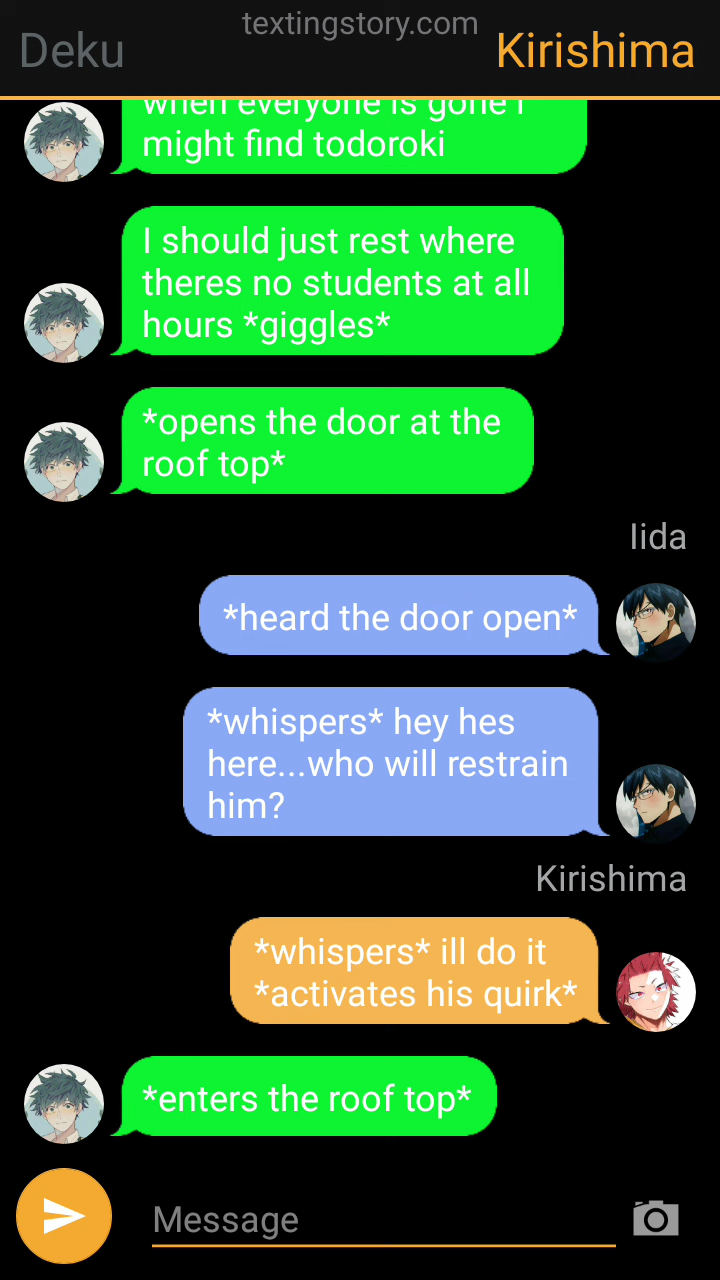 textingstory.com
Deku
Kirishima
when everyone is gone i
might find todoroki
I should just rest where
theres no students at all
hours *giggles*
*opens the door at the
roof top*
Iida
*heard the door open*
*whispers* hey hes
here...who will restrain
him?
Kirishima
*whispers* ill do it
*activates his quirk*
*enters the roof top*
Message